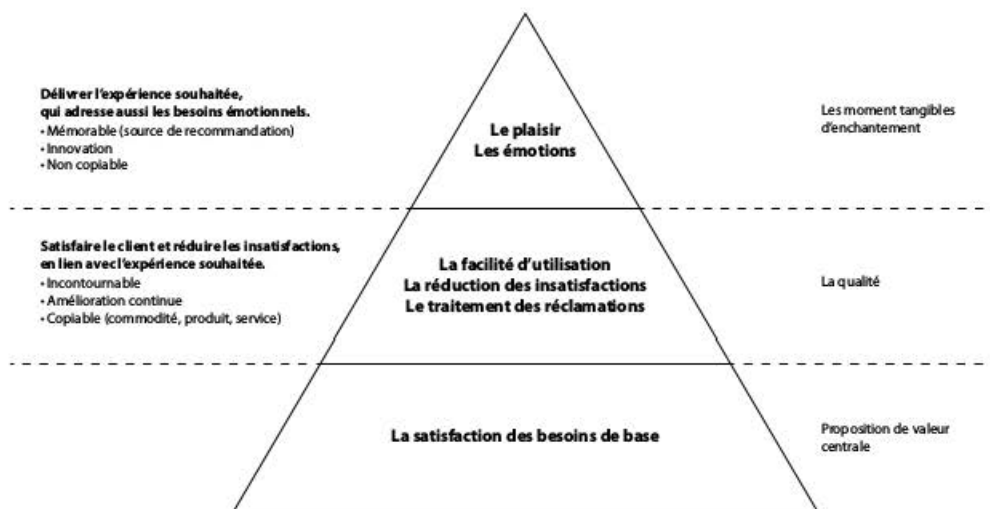 Délivrer l'expérience souhaitée,
qui adresse aussi les besoins émotionnels.
• Mémorable (source de recommandation)
• Innovation
• Non copiable
Le plaisir
Les émotions
Les moment tangibles
d'enchantement
Satisfaire le client et réduire les insatisfactions,
en lien avec l'expérience souhaitée.
• Incontournable
• Amélioration continue
• Copiable (commodité, produit, service)
La facilité d'utilisation
La réduction des insatisfactions
Le traitement des réclamations
La qualité
La satisfaction des besoins de base
Proposition de valeur
centrale